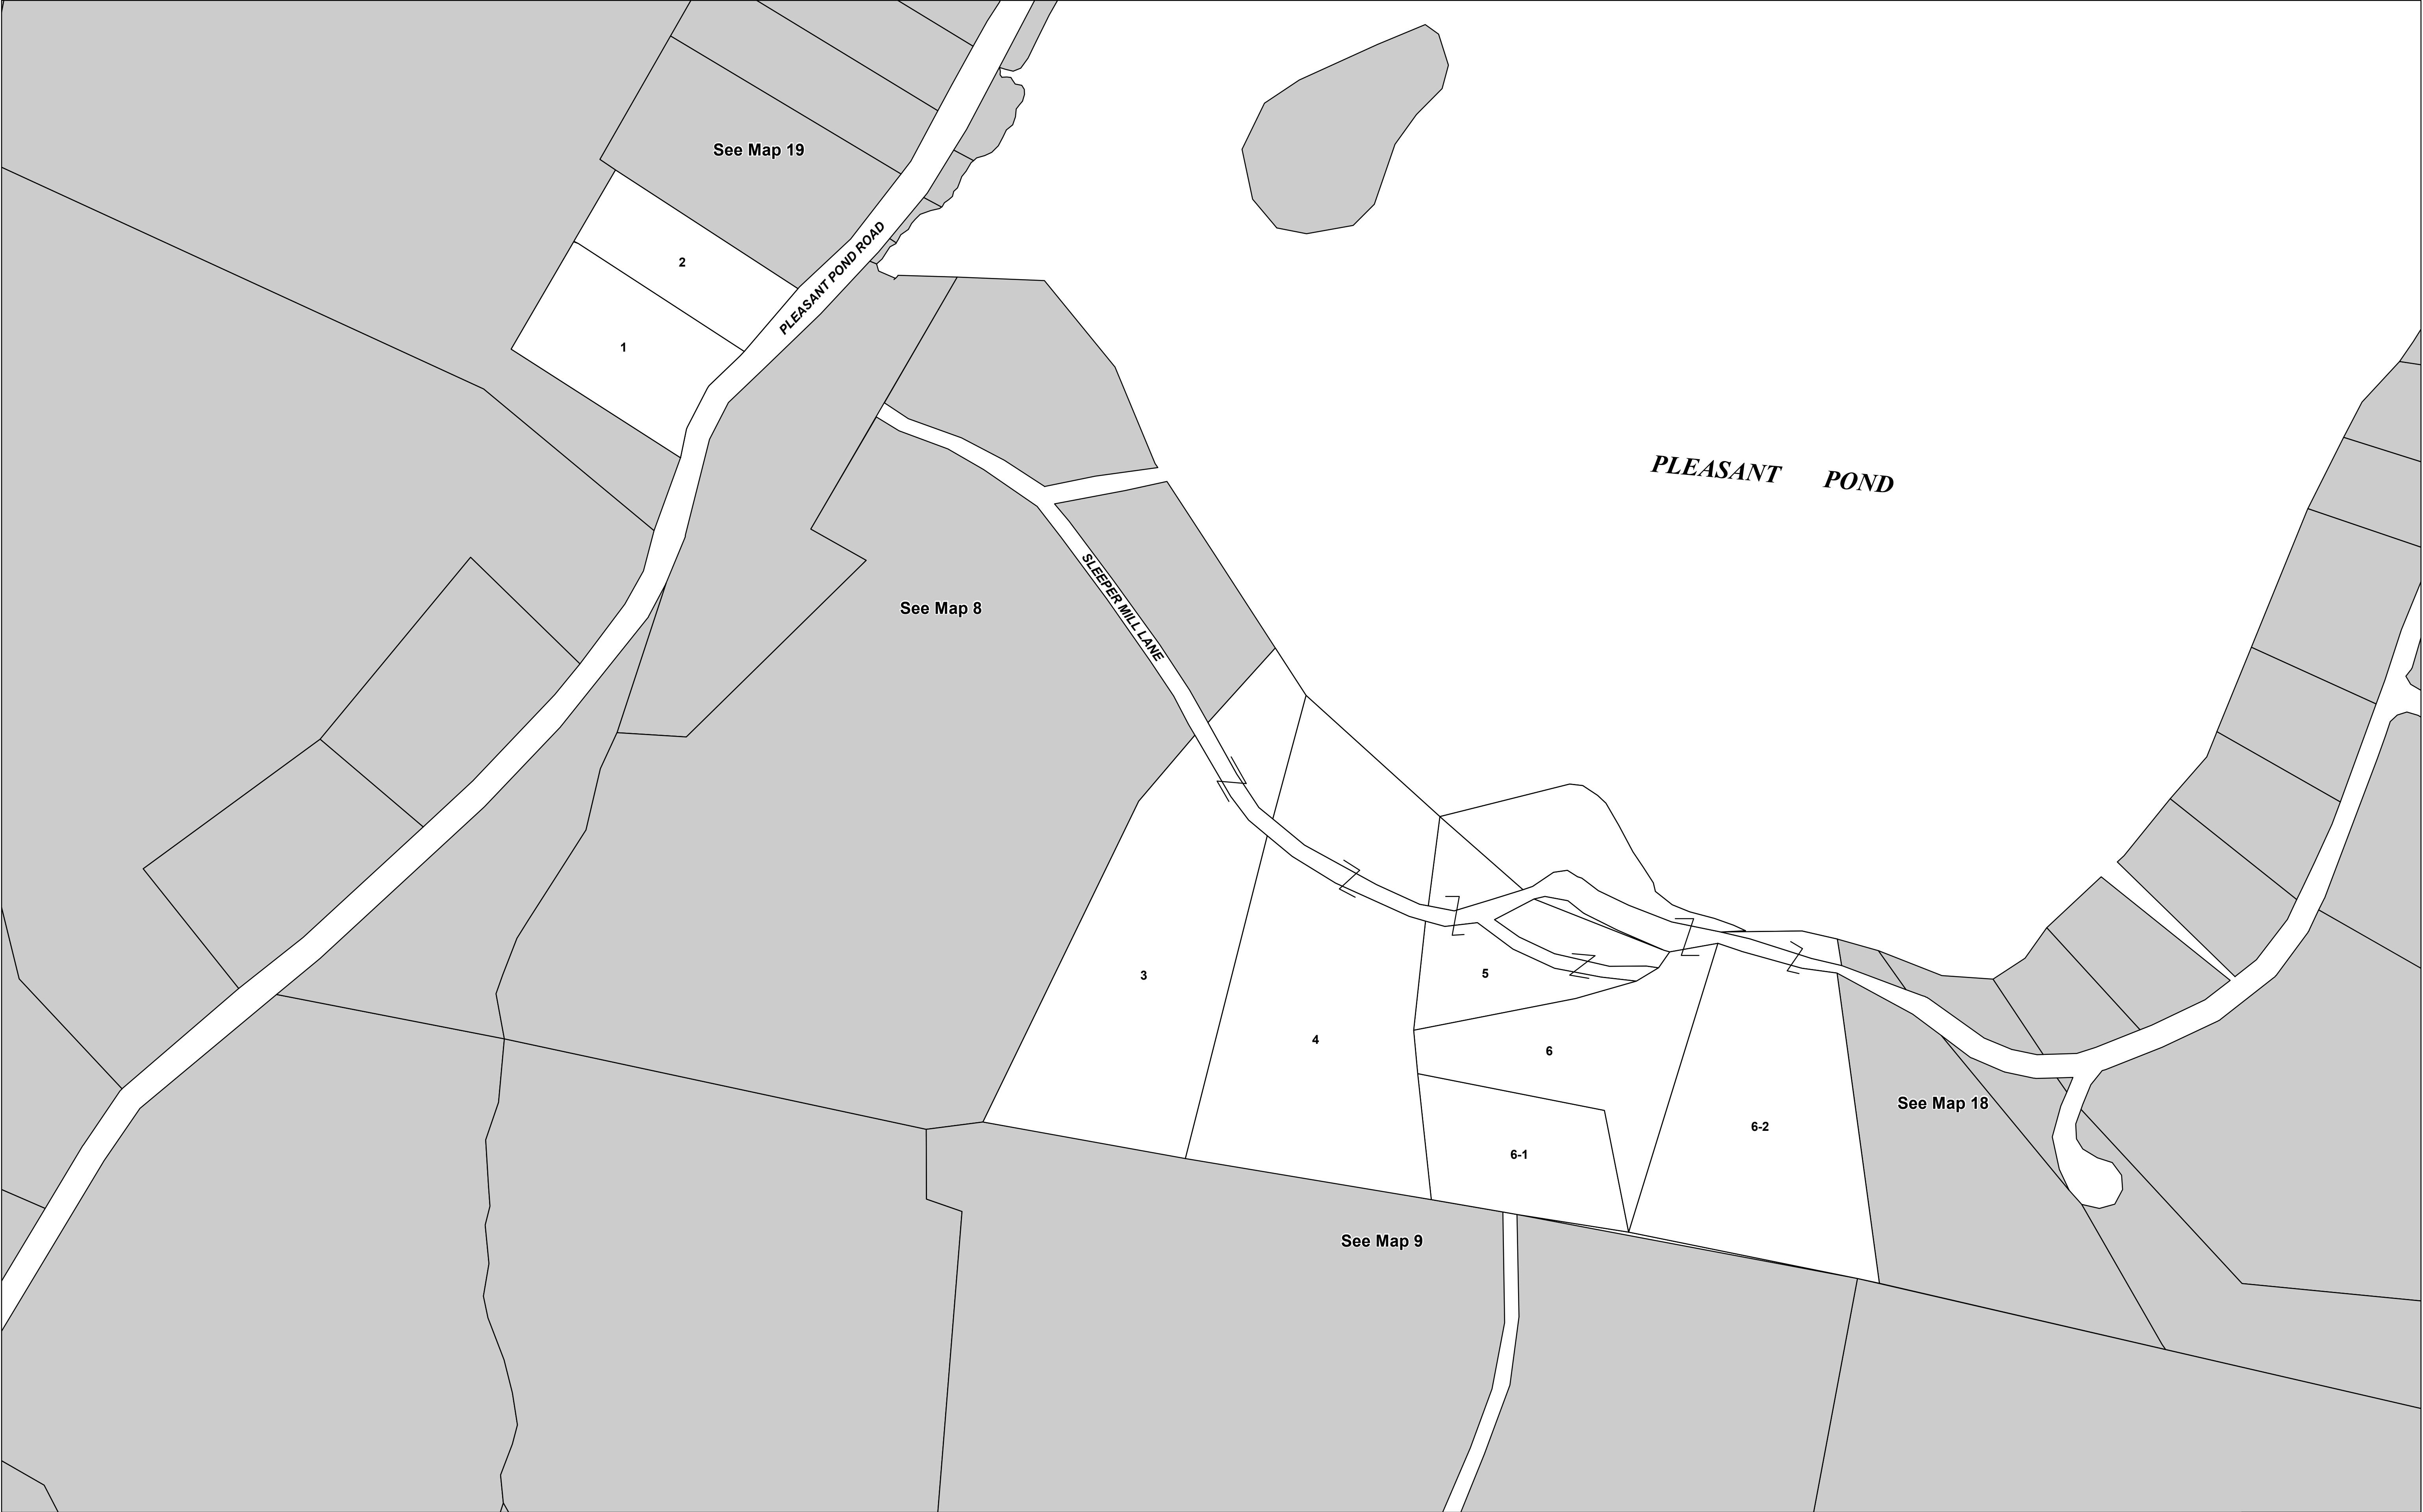 See Map 19
2
PLEASANT POND ROAD
1
PLEASANT POND
See Map 8
SLEEPER MILL LANE
3
5
4
6
See Map 18
6-2
6-1
See Map 9